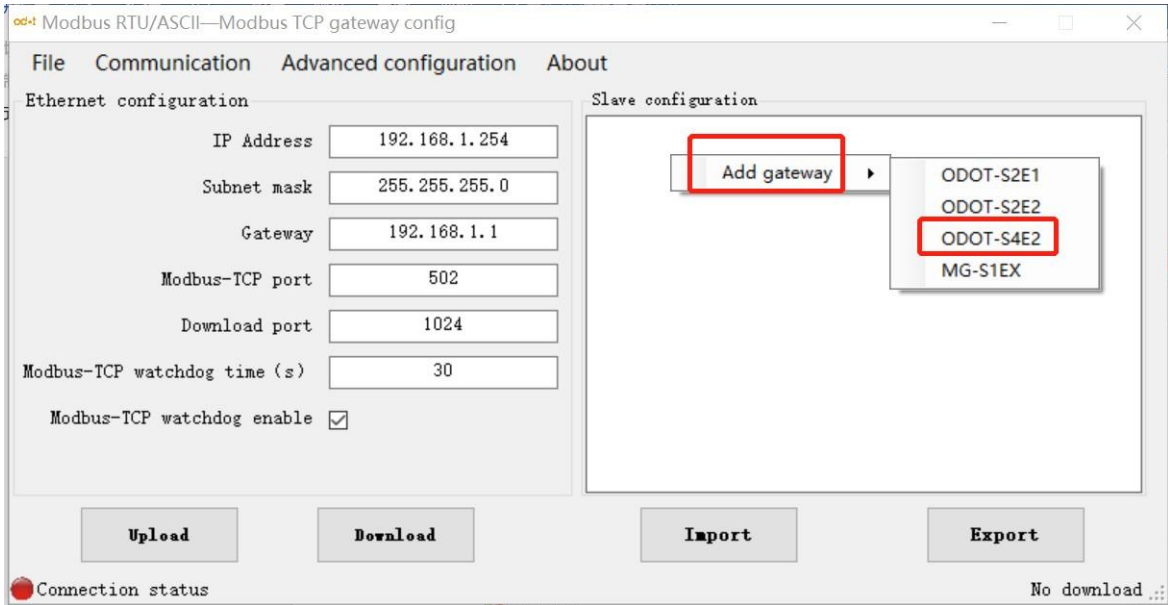 odot Modbus RTU/ASCII—Modbus TCP gateway config
File Communication Advanced configuration About
Ethernet configuration
IP Address 192.168.1.254
Subnet mask 255.255.255.0
Gateway 192.168.1.1
Modbus-TCP port 502
Download port 1024
Modbus-TCP watchdog time (s) 30
Modbus-TCP watchdog enable
Slave configuration
Add gateway
ODOT-S2E1
ODOT-S2E2
ODOT-S4E2
MG-S1EX
Upload Download Import Export
Connection status No download